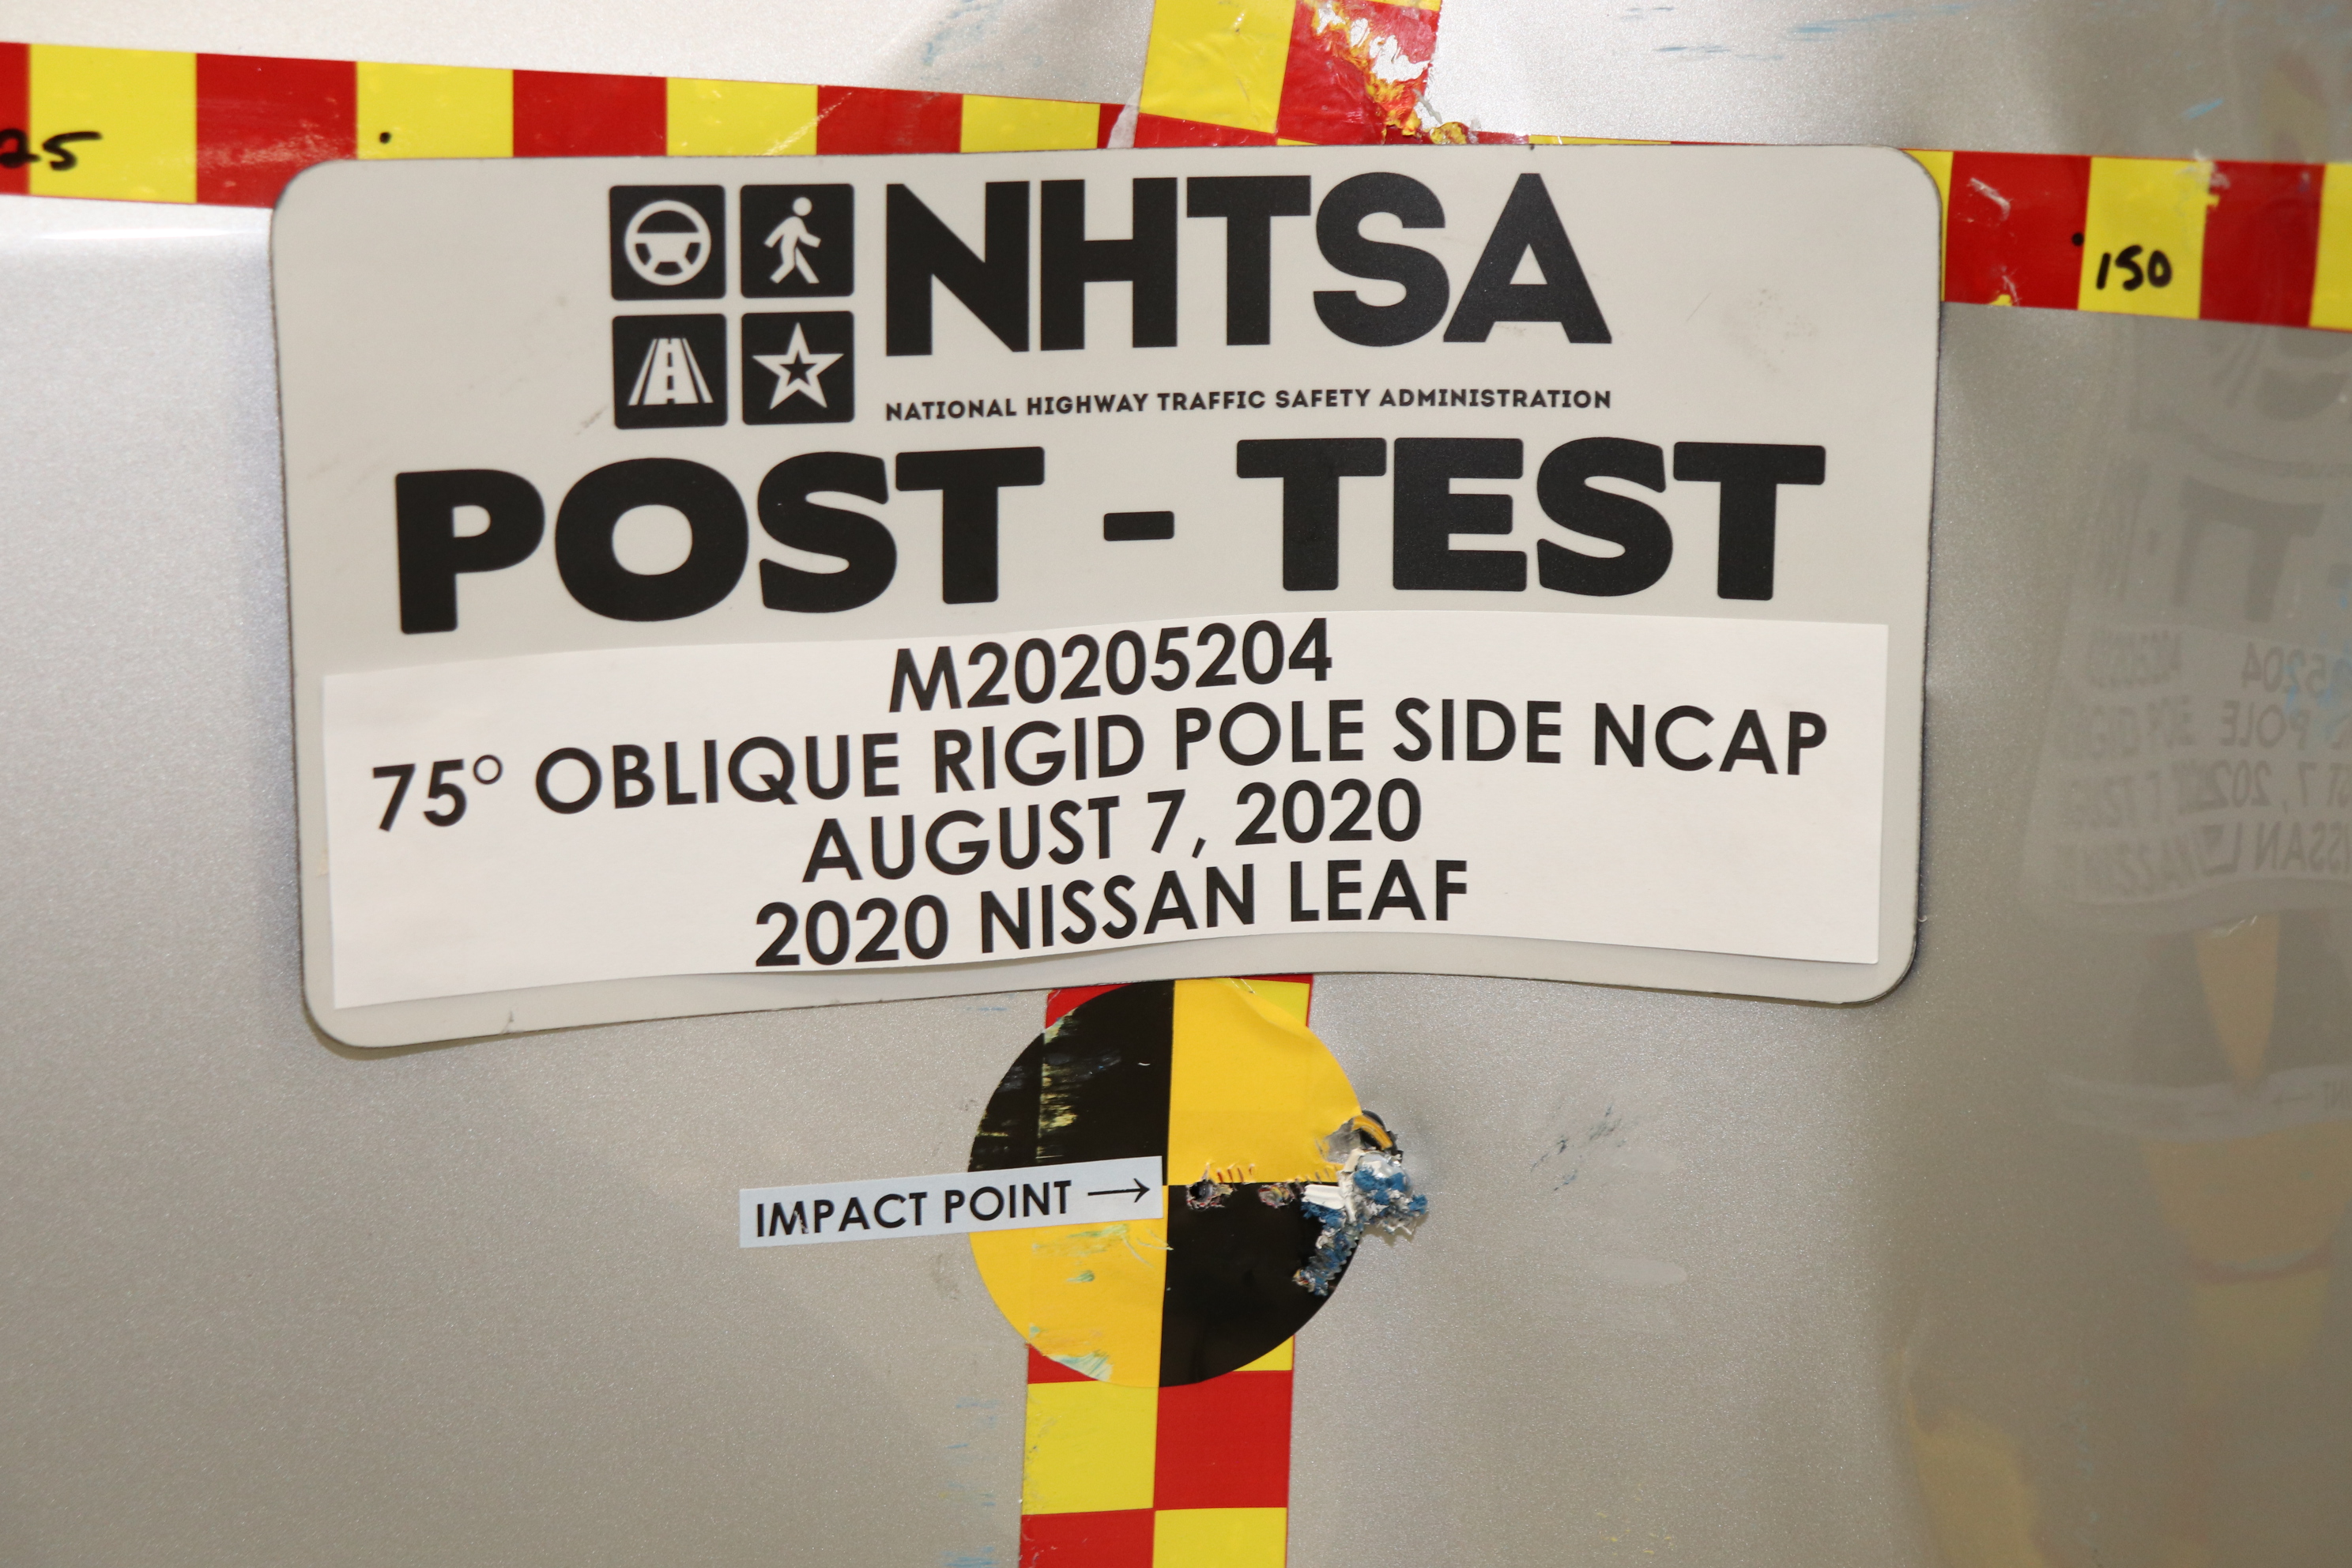 NHTSA
NATIONAL HIGHWAY TRAFFIC SAFETY ADMINISTRATION
POST - TEST
M20205204
75° OBLIQUE RIGID POLE SIDE NCAP
AUGUST 7, 2020
2020 NISSAN LEAF
IMPACT POINT →
150